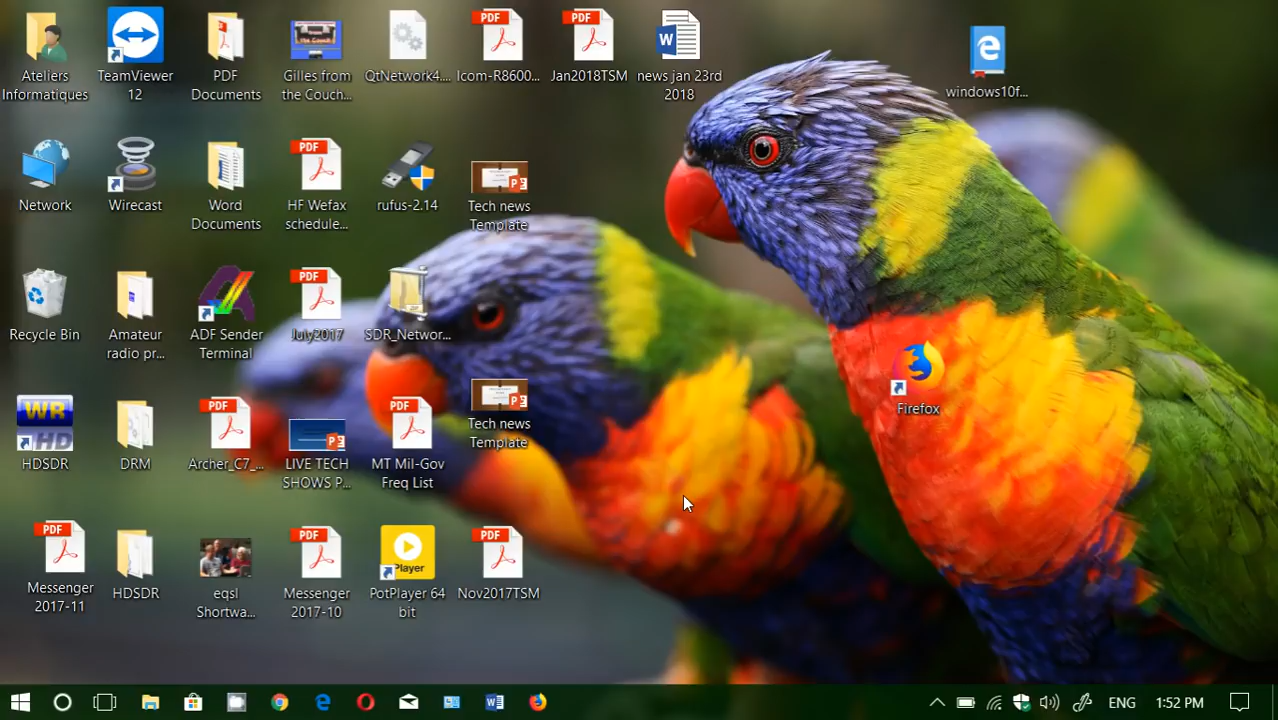 Ateliers
Informatiques
TeamViewer
12
PDF
Documents
Gilles from
the Couch...
QtNetwork4....
PDF
Icom-R8600...
PDF
Jan2018TSM
W
news jan 23rd
2018
windows10f...
Network
Wirecast
Word
Documents
PDF
HF Wefax
schedule...
rufus-2.14
Tech news
Template
Recycle Bin
Amateur
radio pr...
ADF Sender
Terminal
PDF
July2017
SDR_Networ...
WR
HD
HDSDR
DRM
PDF
Archer_C7_...
LIVE TECH
SHOWS P...
PDF
MT Mil-Gov
Freq List
Tech news
Template
Firefox
PDF
Messenger
2017-11
HDSDR
eqsl
Shortwa...
PDF
Messenger
2017-10
Player
PotPlayer 64
bit
PDF
Nov2017TSM
ENG
1:52 PM